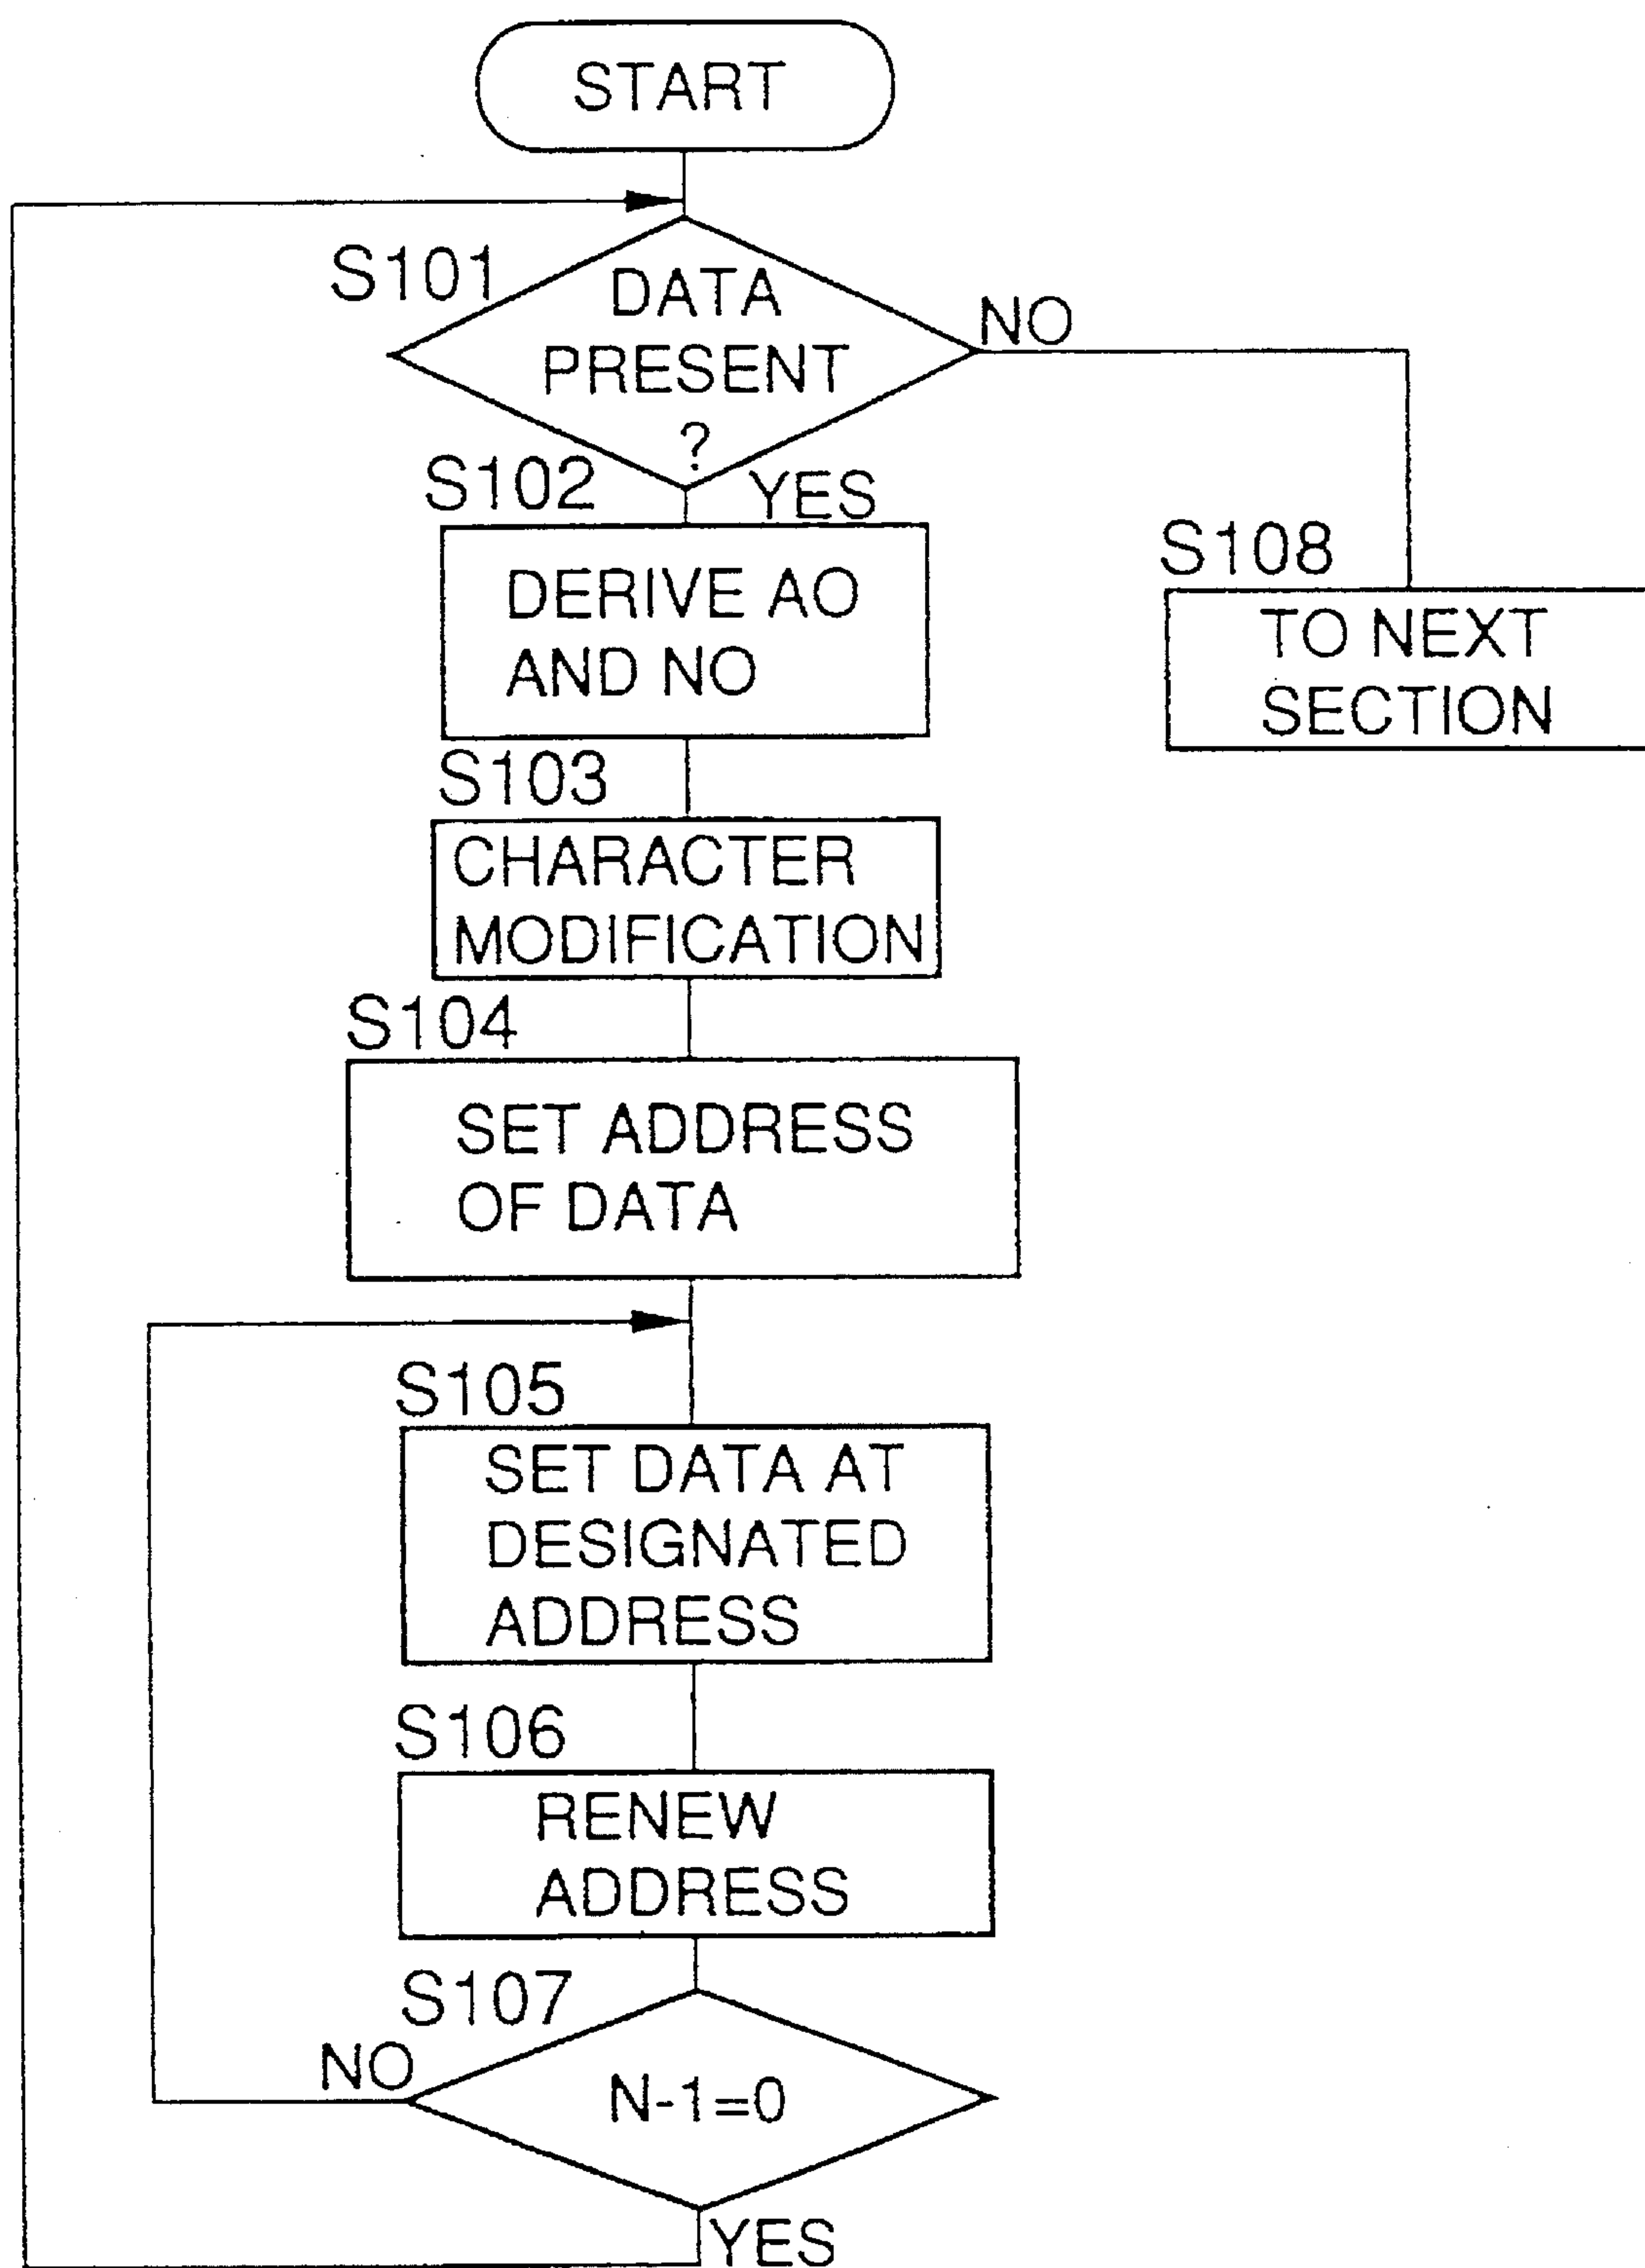 START
S101
DATA
PRESENT
?
NO
S102
YES
DERIVE AO
AND NO
S108
TO NEXT
SECTION
S103
CHARACTER
MODIFICATION
S104
SET ADDRESS
OF DATA
S105
SET DATA AT
DESIGNATED
ADDRESS
S106
RENEW
ADDRESS
S107
NO
N-1=0
YES